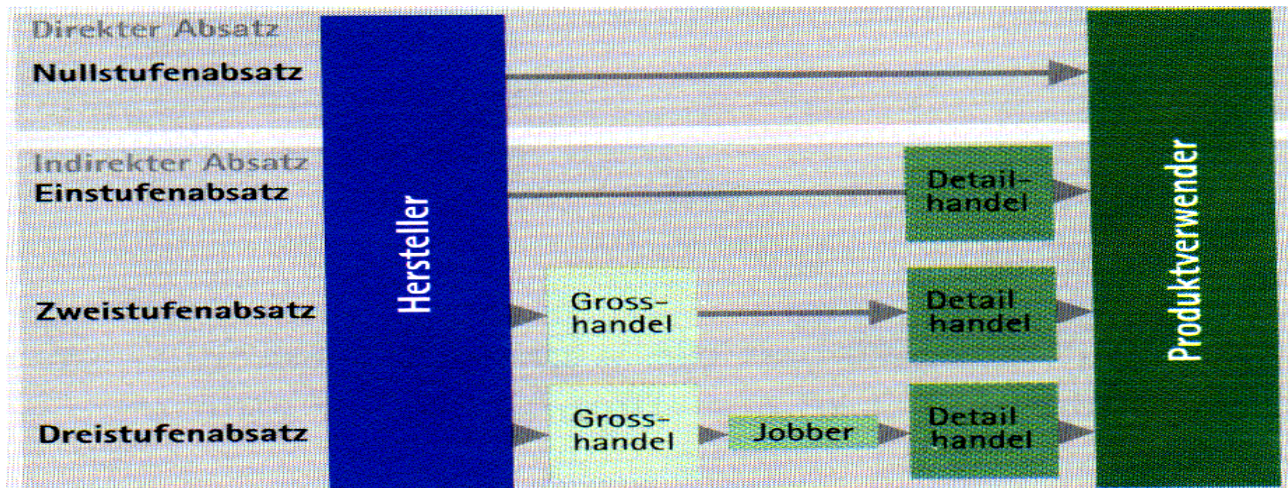 Direkter Absatz
Nullstufenabsatz
Indirekter Absatz
Einstufenabsatz
Detail-
handel
Zweistufenabsatz
Gross-
handel
Detail
handel
Dreistufenabsatz
Gross-
handel
Jobber
Detail
handel
Hersteller
Produktverwender